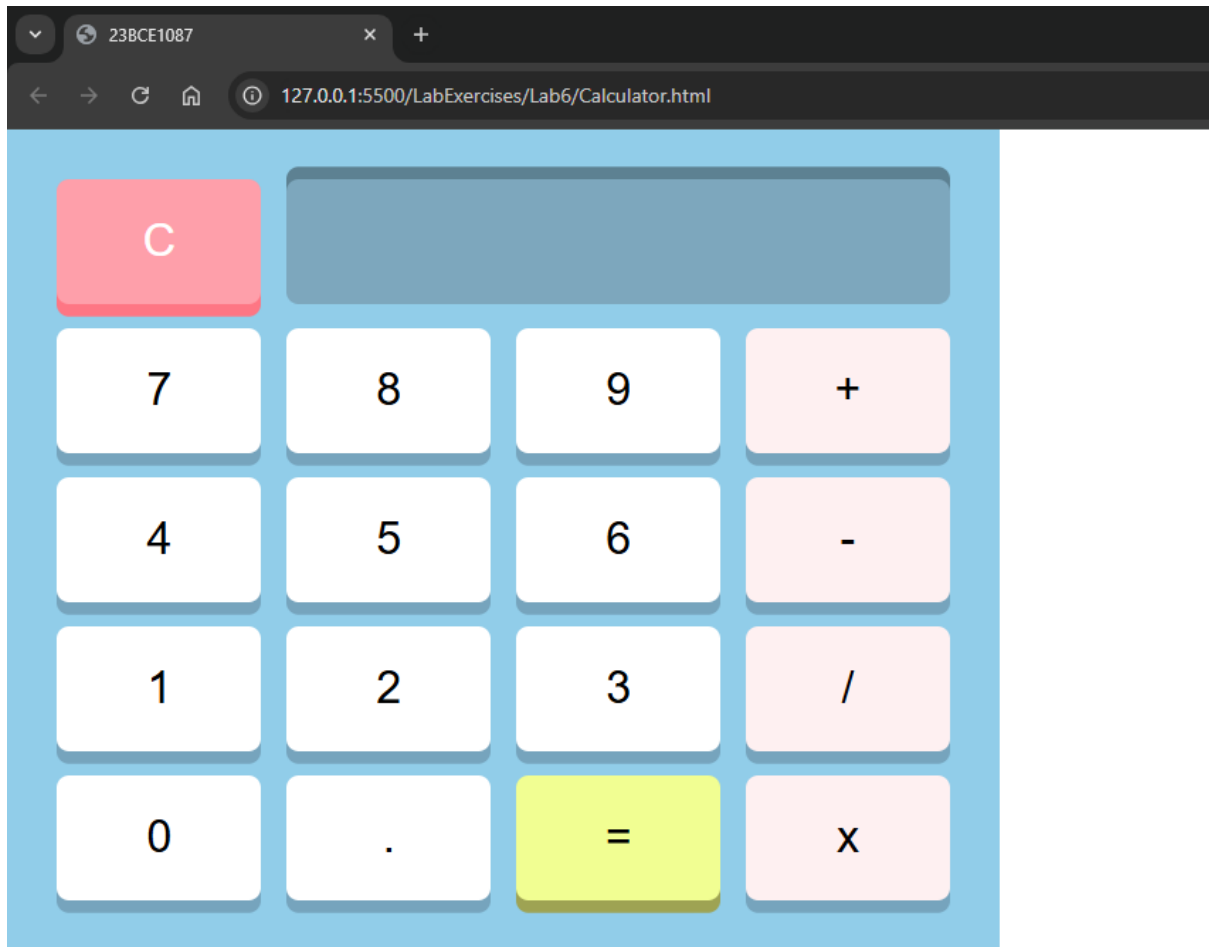 23BCE1087
127.0.0.1:5500/LabExercises/Lab6/Calculator.html
C
7 8 9 +
4 5 6 -
1 2 3 /
0 . = x